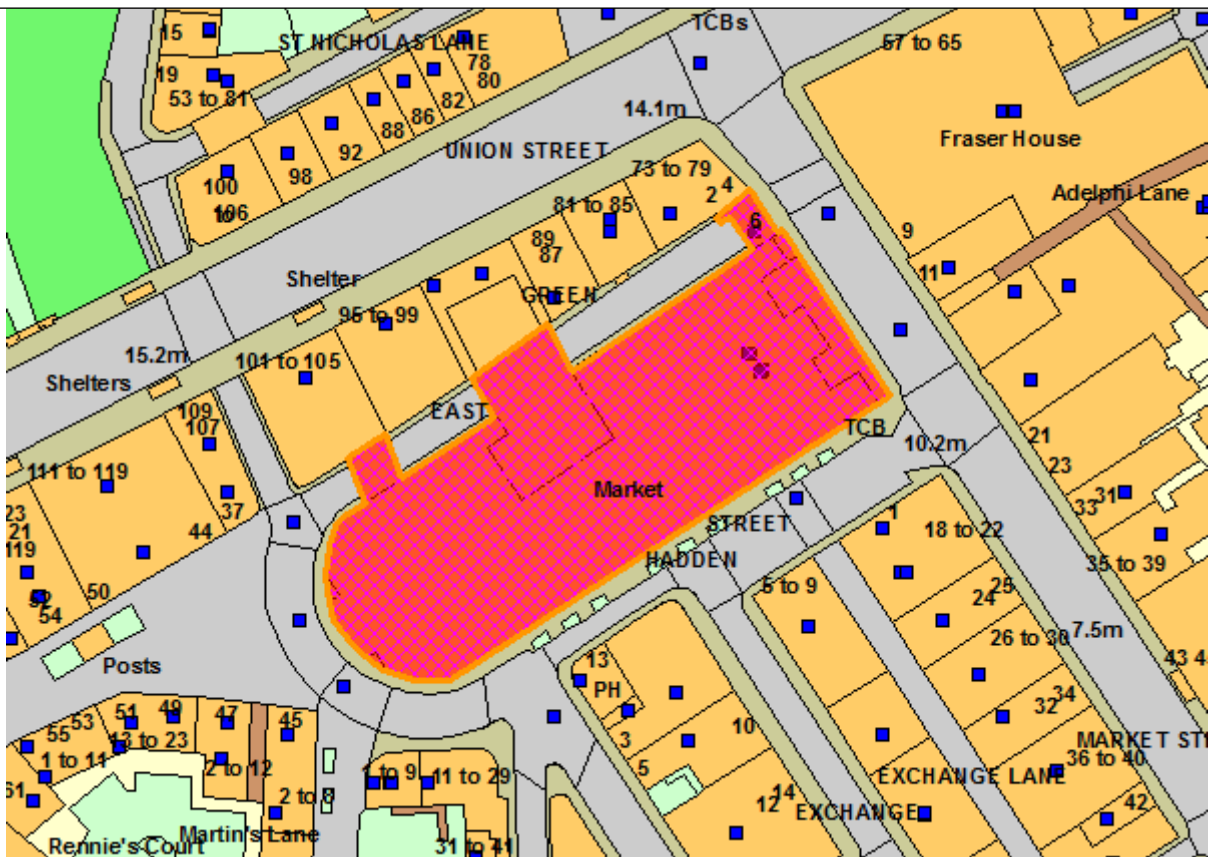 TCBs
15
ST NICHOLAS LANE
57 to 65
78
19
80
53 to 81
82
14.1m
86
88
Fraser House
92
UNION STREET
98
73 to 79
100
to
106
4
2
Adelphi Lane
81 to 85
6
89
87
9
11
Shelter
GREEN
95 to 99
15.2m
101 to 105
Shelters
EAST
109
107
TCB
21
10.2m
23
111 to 119
Market
31
33
23
37
21
44
STREET
1
18 to 22
119
HADDEN
35 to 39
5 to 9
25
50
24
52
54
26 to 30
7.5m
Posts
13
43
PH
34
32
51
49
47
45
53
55
13 to 23
10
3
MARKET ST
1 to 11
2 to 12
36 to 40
5
1 to 9
11 to 29
EXCHANGE LANE
61
2 to 8
14
12
EXCHANGE
42
Martin's Lane
Rennie's Court
31 to 41